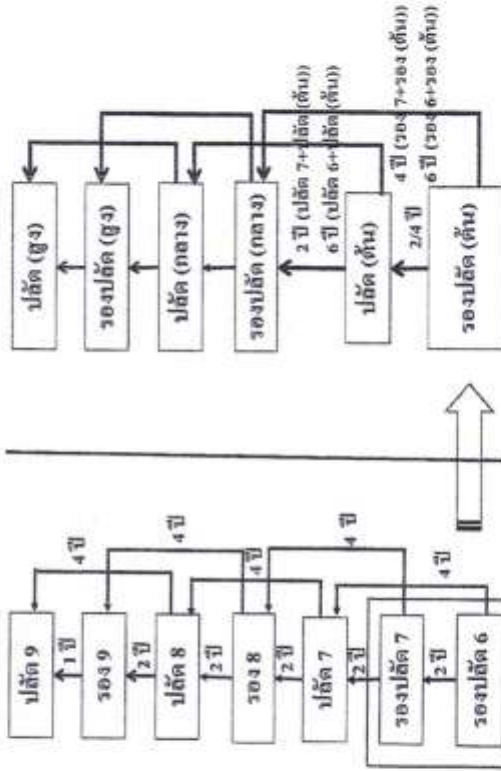 ปลัด 9
1 ปี
4 ปี
รอง 9
2 ปี
4 ปี
ปลัด 8
2 ปี
รอง 8
2 ปี
4 ปี
4 ปี
ปลัด 7
2 ปี
รองปลัด 7
4 ปี
2 ปี
รองปลัด 6
ปลัด (สูง)
รองปลัด (สูง)
ปลัด (กลาง)
รองปลัด (กลาง)
2 ปี (ปลัด 7+ปลัด (ต้น))
6 ปี (ปลัด 6+ปลัด (ต้น))
ปลัด (ต้น)
2/4 ปี
4 ปี (รอง 7+รอง (ต้น))
6 ปี (รอง 6+รอง (ต้น))
รองปลัด (ต้น)